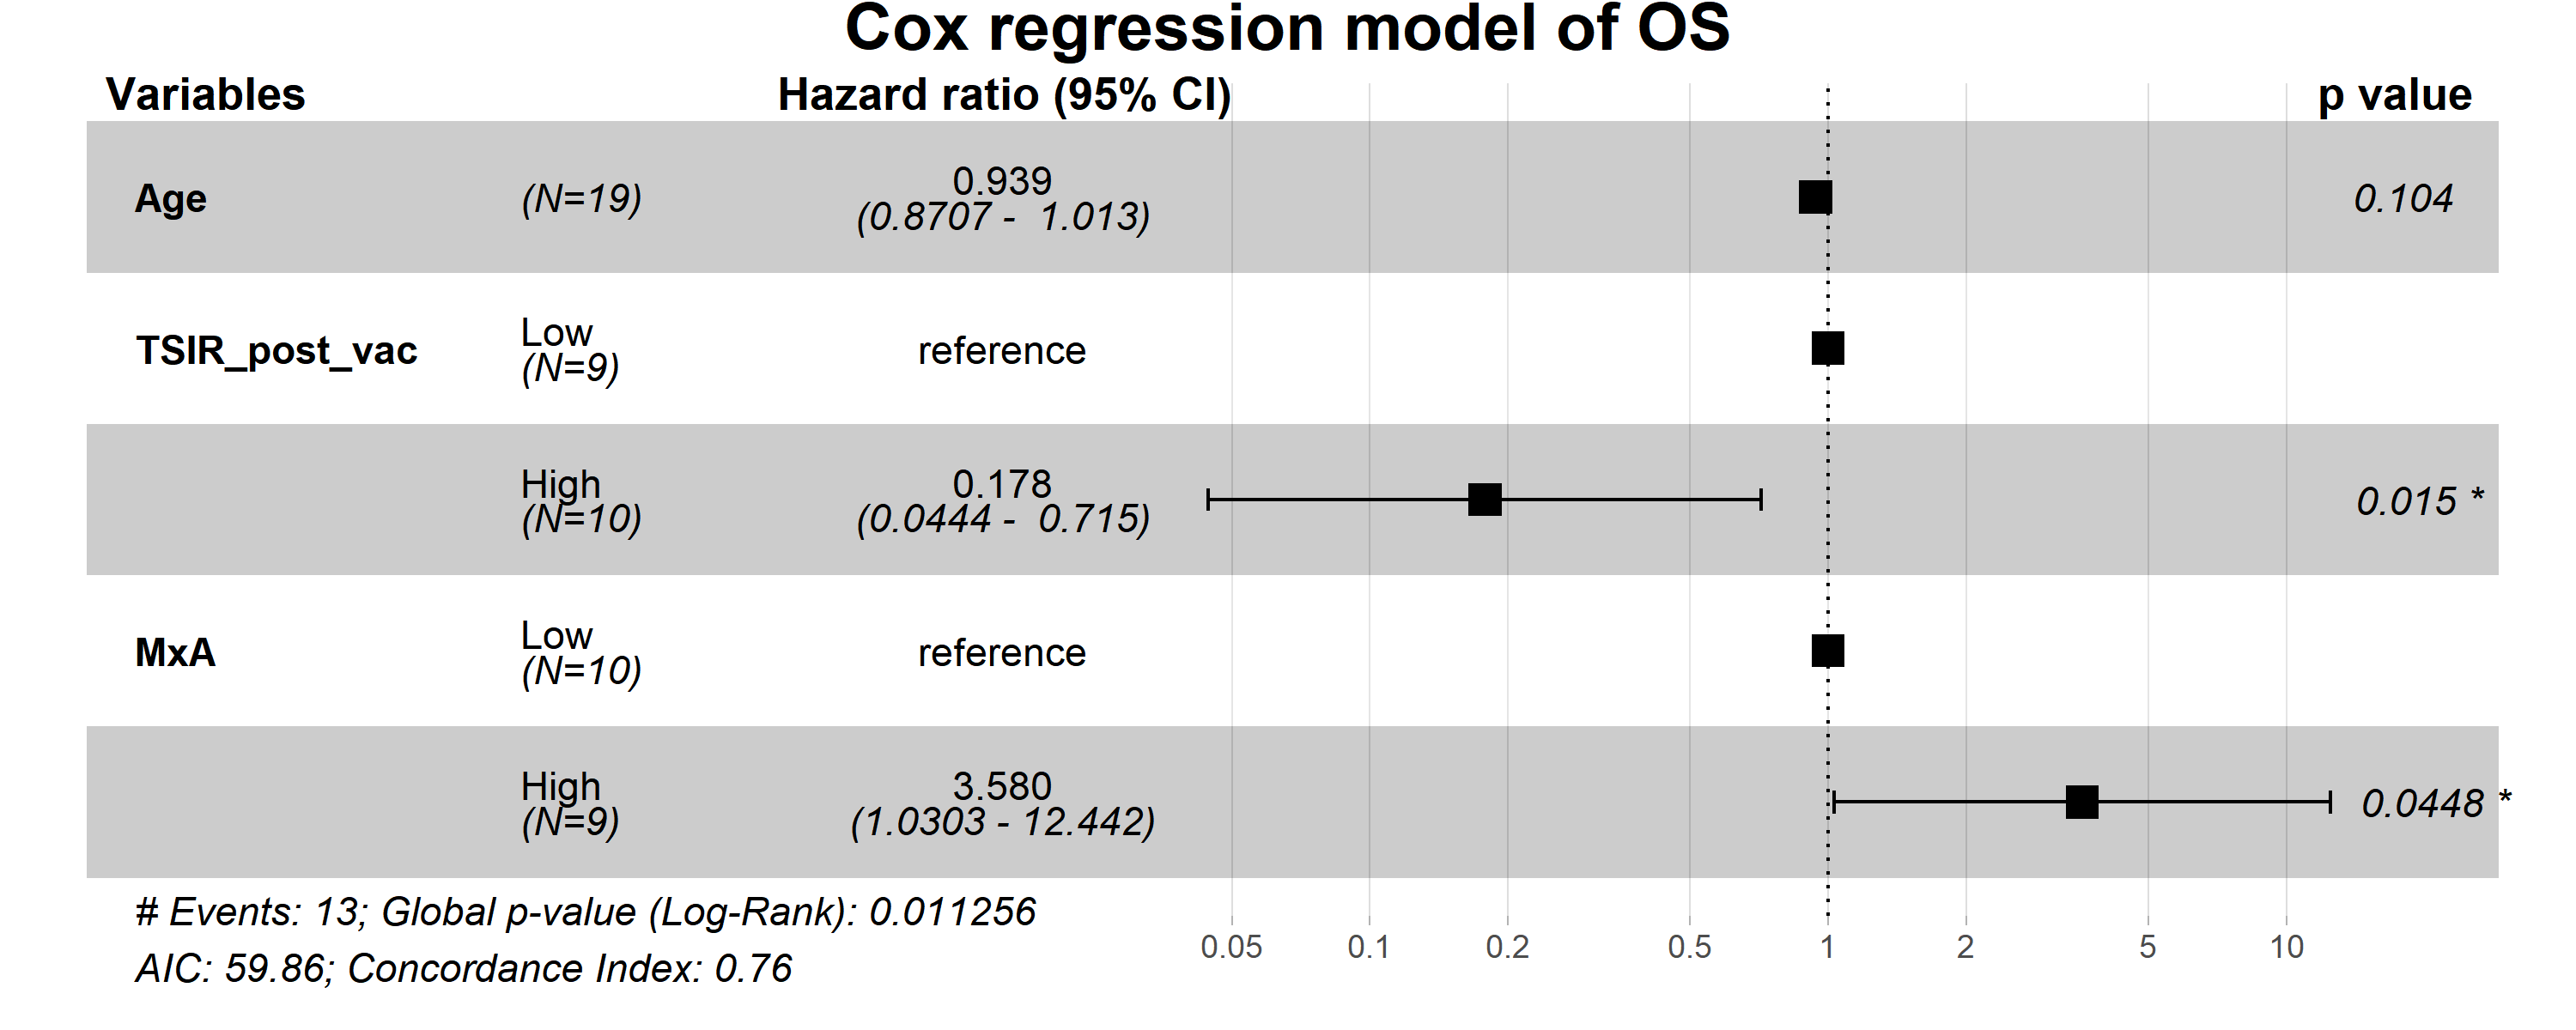 Cox regression model of OS
Variables Hazard ratio (95% CI) p value
Age (N=19) 0.939 (0.8707 - 1.013) 0.104
TSIR_post_vac Low (N=9) reference
High (N=10) 0.178 (0.0444 - 0.715) 0.015 *
MxA Low (N=10) reference
High (N=9) 3.580 (1.0303 - 12.442) 0.0448 *
# Events: 13; Global p-value (Log-Rank): 0.011256
AIC: 59.86; Concordance Index: 0.76
0.05 0.1 0.2 0.5 1 2 5 10